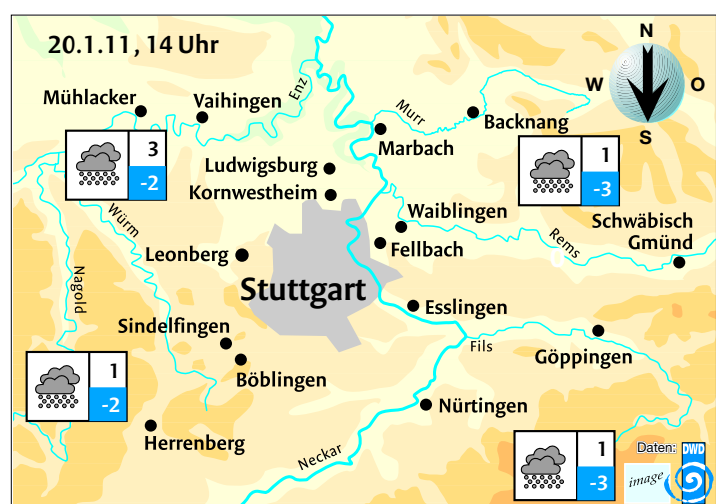 20.1.11, 14 Uhr
N
W
O
S
Mühlacker
Vaihingen
Enz
Murr
Backnang
Marbach
3
-2
Ludwigsburg
Kornwestheim
1
-3
Würm
Waiblingen
Rems
Schwäbisch
Gmünd
Fellbach
Leonberg
Nagold
Stuttgart
Esslingen
Sindelfingen
Fils
Göppingen
Böblingen
1
-2
Nürtingen
Herrenberg
Neckar
1
-3
Daten:
DWD
image